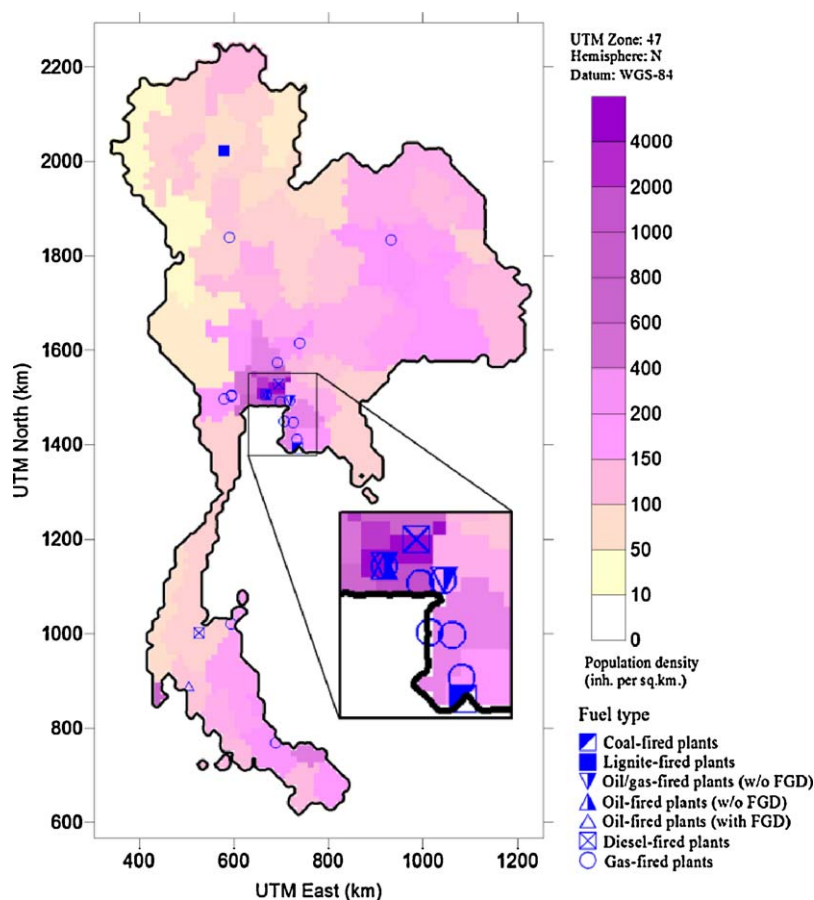 UTM Zone: 47
Hemisphere: N
Datum: WGS-84
2200
2000
1800
1600
1400
1200
1000
800
600
UTM North (km)
400
600
800
1000
1200
UTM East (km)
4000
2000
1000
800
600
400
200
150
100
50
10
0
Population density
(inh. per sq.km.)
Fuel type
Coal-fired plants
Lignite-fired plants
Oil/gas-fired plants (w/o FGD)
Oil-fired plants (w/o FGD)
Oil-fired plants (with FGD)
Diesel-fired plants
Gas-fired plants